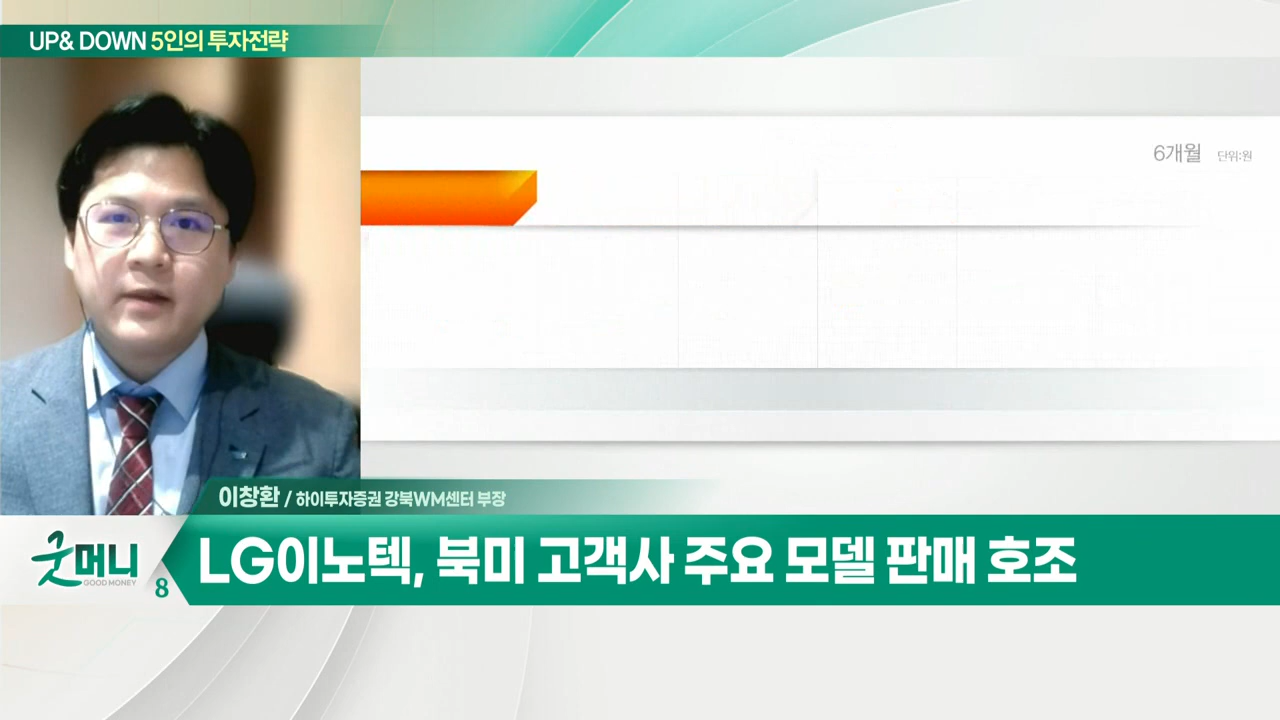 UP& DOWN 5인의 투자전략
6개월 단위:원
이창환 / 하이투자증권 강북WM센터 부장
굿머니
GOOD MONEY
8
LG이노텍, 북미 고객사 주요 모델 판매 호조